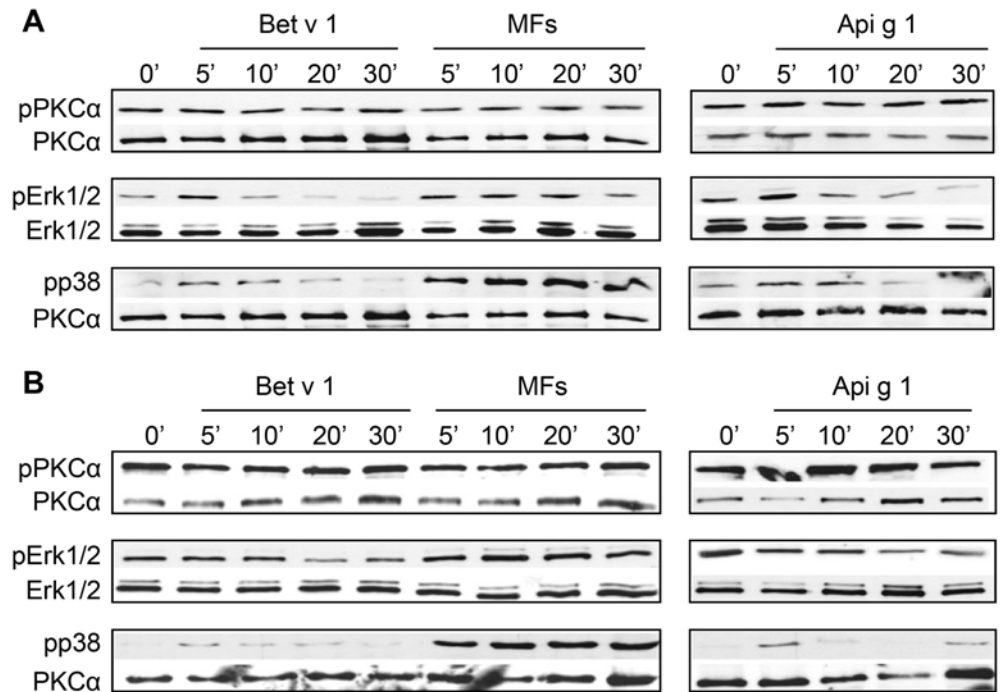 A
Bet v 1 MFs Api g 1
0’ 5’ 10’ 20’ 30’ 5’ 10’ 20’ 30’ 0’ 5’ 10’ 20’ 30’
pPKCα
PKCα
pErk1/2
Erk1/2
pp38
PKCα
B
Bet v 1 MFs Api g 1
0’ 5’ 10’ 20’ 30’ 5’ 10’ 20’ 30’ 0’ 5’ 10’ 20’ 30’
pPKCα
PKCα
pErk1/2
Erk1/2
pp38
PKCα